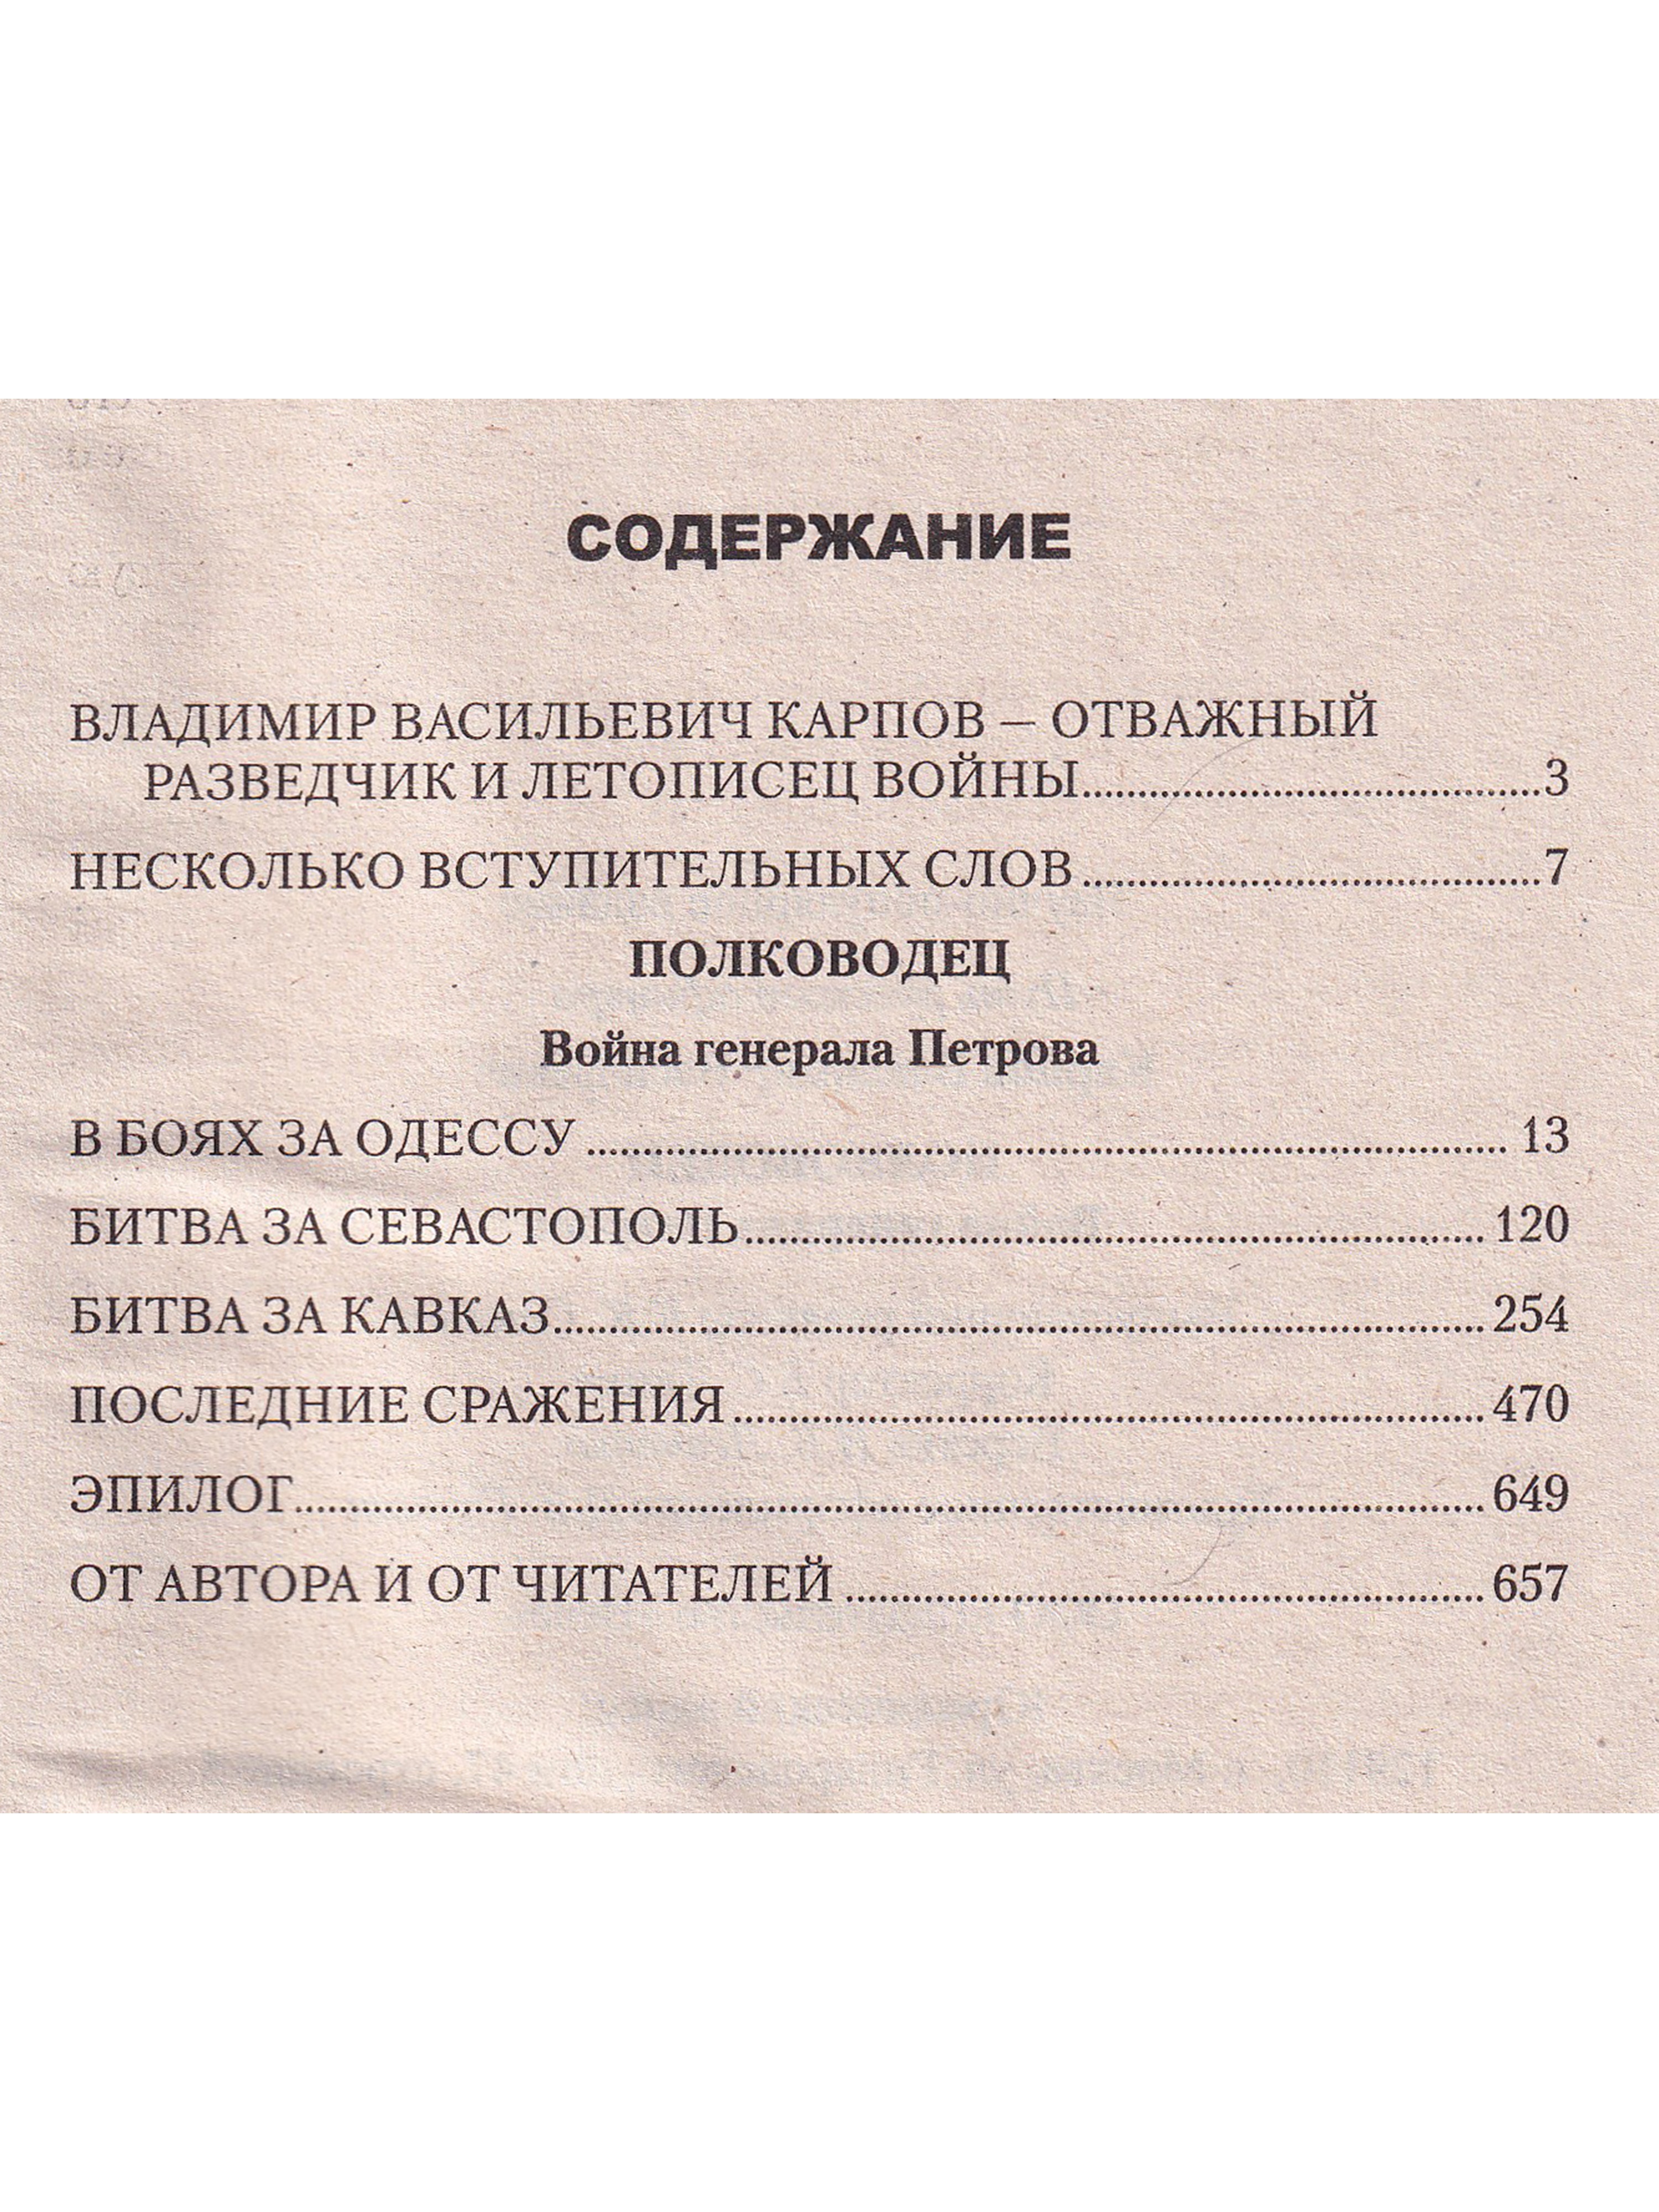 СОДЕРЖАНИЕ
ВЛАДИМИР ВАСИЛЬЕВИЧ КАРПОВ – ОТВАЖНЫЙ
РАЗВЕДЧИК И ЛЕТОПИСЕЦ ВОЙНЫ.......................................3
НЕСКОЛЬКО ВСТУПИТЕЛЬНЫХ СЛОВ.......................................7
ПОЛКОВОДЕЦ
Война генерала Петрова
В БОЯХ ЗА ОДЕССУ ............................................................ 13
БИТВА ЗА СЕВАСТОПОЛЬ.................................................. 120
БИТВА ЗА КАВКАЗ............................................................ 254
ПОСЛЕДНИЕ СРАЖЕНИЯ.................................................. 470
ЭПИЛОГ........................................................................ 649
ОТ АВТОРА И ОТ ЧИТАТЕЛЕЙ .......................................... 657